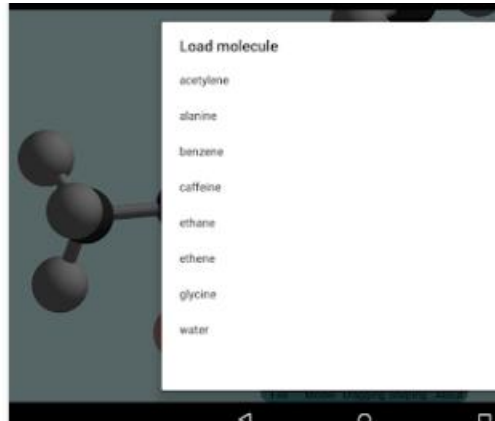 Load molecule
acetylene
alanine
benzene
caffeine
ethane
ethene
glycine
water